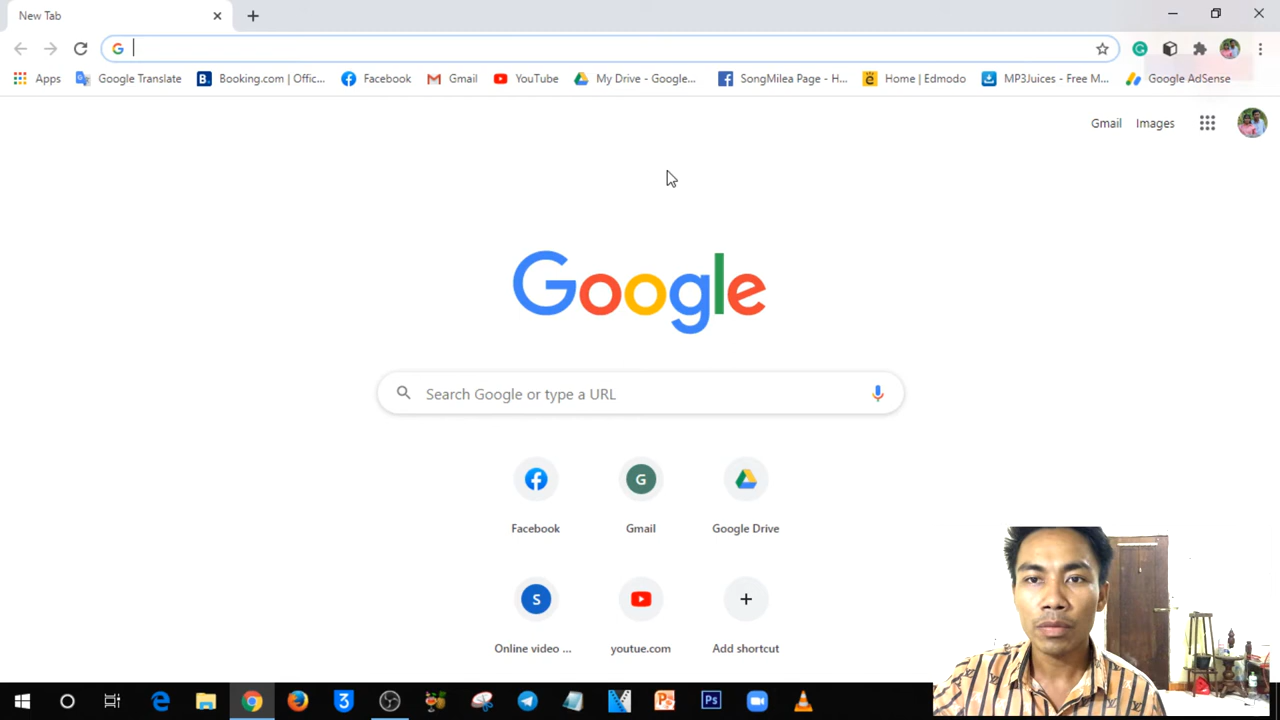 New Tab
Apps Google Translate Booking.com | Offic... Facebook Gmail YouTube My Drive - Google... SongMilea Page - H... Home | Edmodo MP3Juices - Free M... Google AdSense
Gmail Images
Google
Search Google or type a URL
G
Facebook Gmail Google Drive
S
Online video ... youtue.com Add shortcut